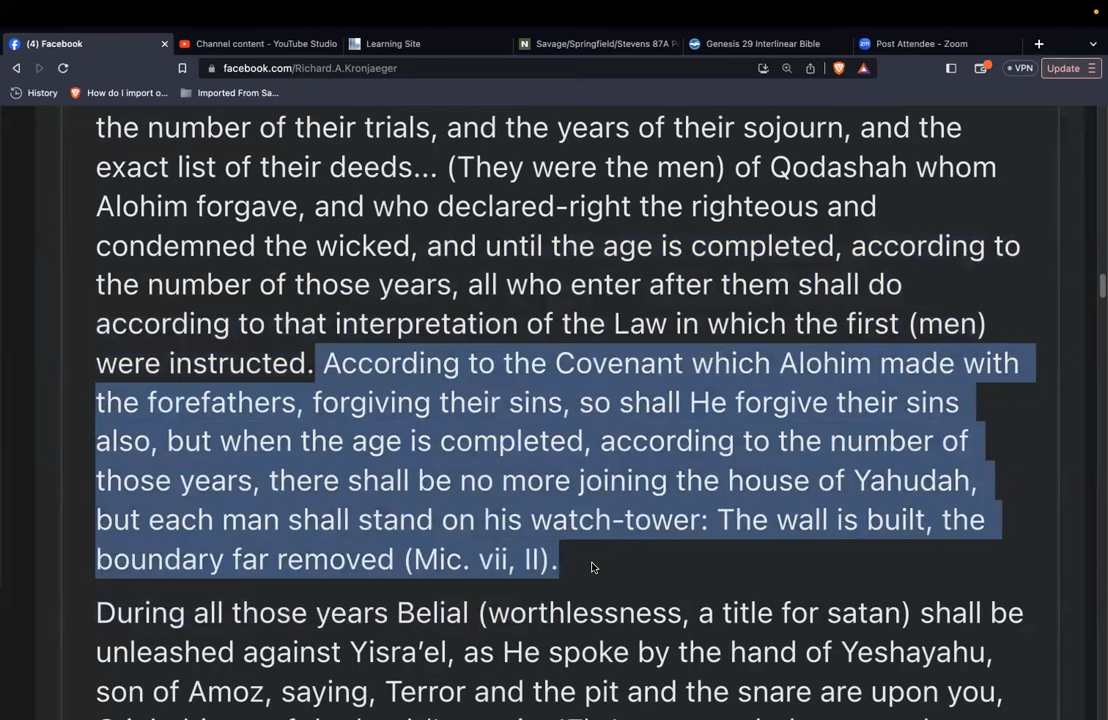 (4) Facebook
Channel content - YouTube Studio
Learning Site
Savage/Springfield/Stevens 87A P
Genesis 29 Interlinear Bible
Post Attendee - Zoom
facebook.com/Richard.A.Kronjaeger
VPN
Update
History
How do I import o...
Imported From Sa...
the number of their trials, and the years of their sojourn, and the
exact list of their deeds... (They were the men) of Qodashah whom
Alohim forgave, and who declared-right the righteous and
condemned the wicked, and until the age is completed, according to
the number of those years, all who enter after them shall do
according to that interpretation of the Law in which the first (men)
were instructed. According to the Covenant which Alohim made with
the forefathers, forgiving their sins, so shall He forgive their sins
also, but when the age is completed, according to the number of
those years, there shall be no more joining the house of Yahudah,
but each man shall stand on his watch-tower: The wall is built, the
boundary far removed (Mic. vii, II).
During all those years Belial (worthlessness, a title for satan) shall be
unleashed against Yisra’el, as He spoke by the hand of Yeshayahu,
son of Amoz, saying, Terror and the pit and the snare are upon you,